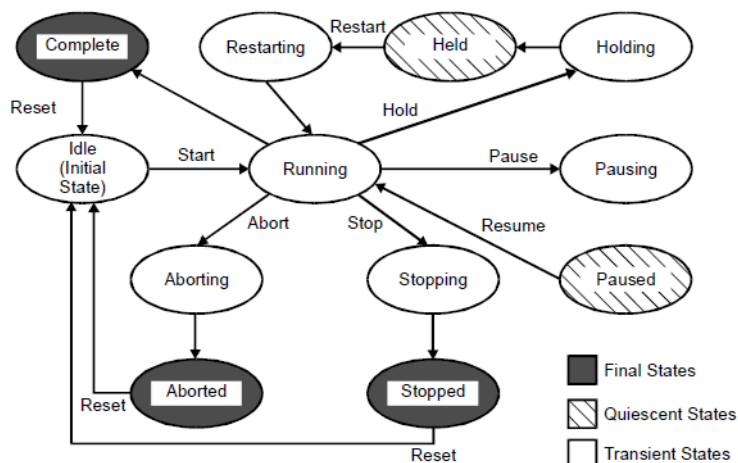 Complete
Restarting
Restart
Held
Holding
Reset
Hold
Idle
(Initial
State)
Start
Running
Pause
Pausing
Abort
Stop
Resume
Aborting
Stopping
Paused
Aborted
Stopped
Reset
Reset
Final States
Quiescent States
Transient States